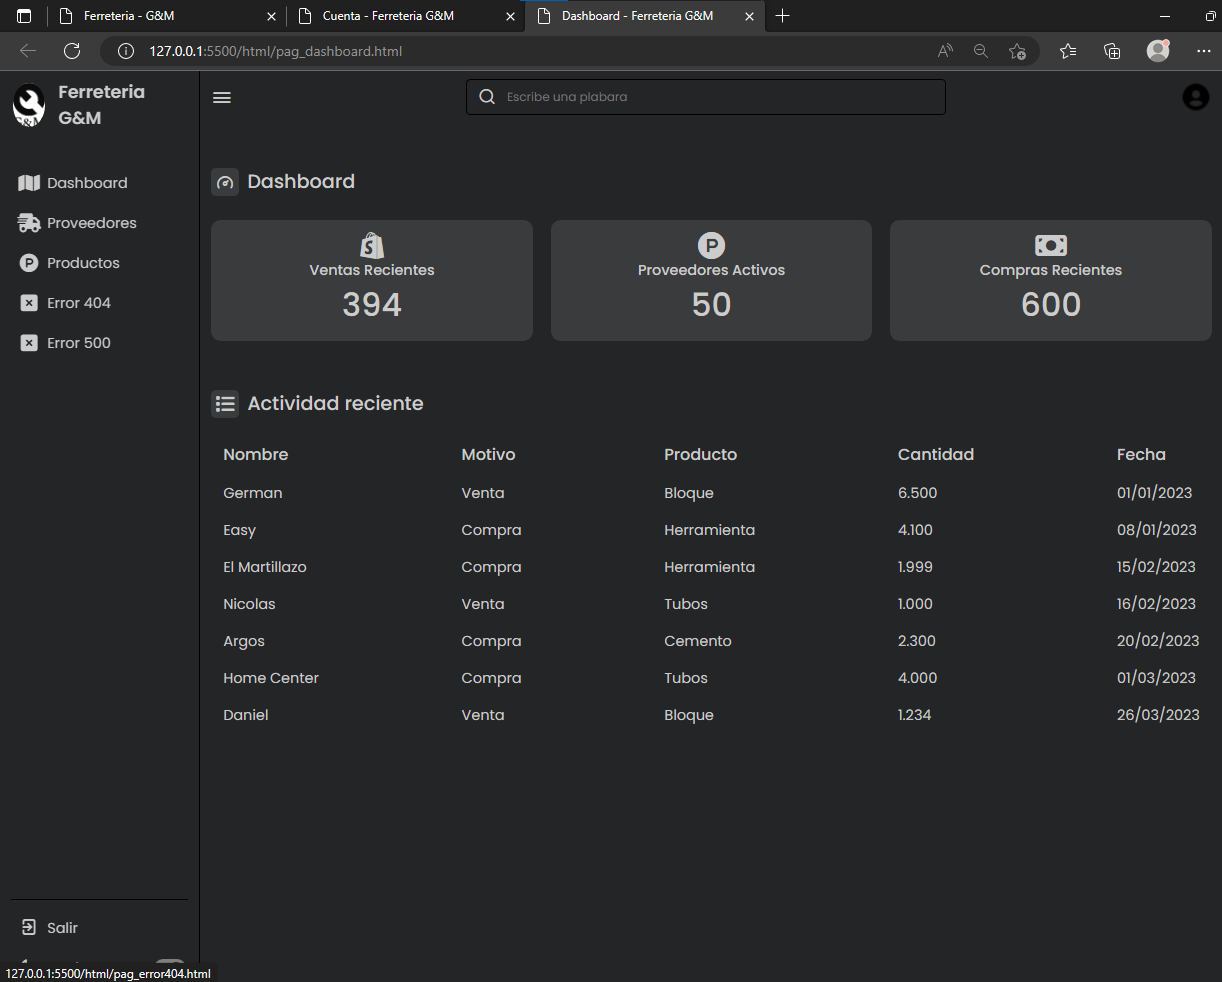 Ferreteria - G&M
Cuenta - Ferreteria G&M
Dashboard - Ferreteria G&M
127.0.0.1:5500/html/pag_dashboard.html
Ferreteria
G&M
Escribe una plabara
Dashboard
Proveedores
Productos
Error 404
Error 500
Dashboard
Ventas Recientes
394
Proveedores Activos
50
Compras Recientes
600
Actividad reciente
Nombre Motivo Producto Cantidad Fecha
German Venta Bloque 6.500 01/01/2023
Easy Compra Herramienta 4.100 08/01/2023
El Martillazo Compra Herramienta 1.999 15/02/2023
Nicolas Venta Tubos 1.000 16/02/2023
Argos Compra Cemento 2.300 20/02/2023
Home Center Compra Tubos 4.000 01/03/2023
Daniel Venta Bloque 1.234 26/03/2023
Salir
127.0.0.1:5500/html/pag_error404.html